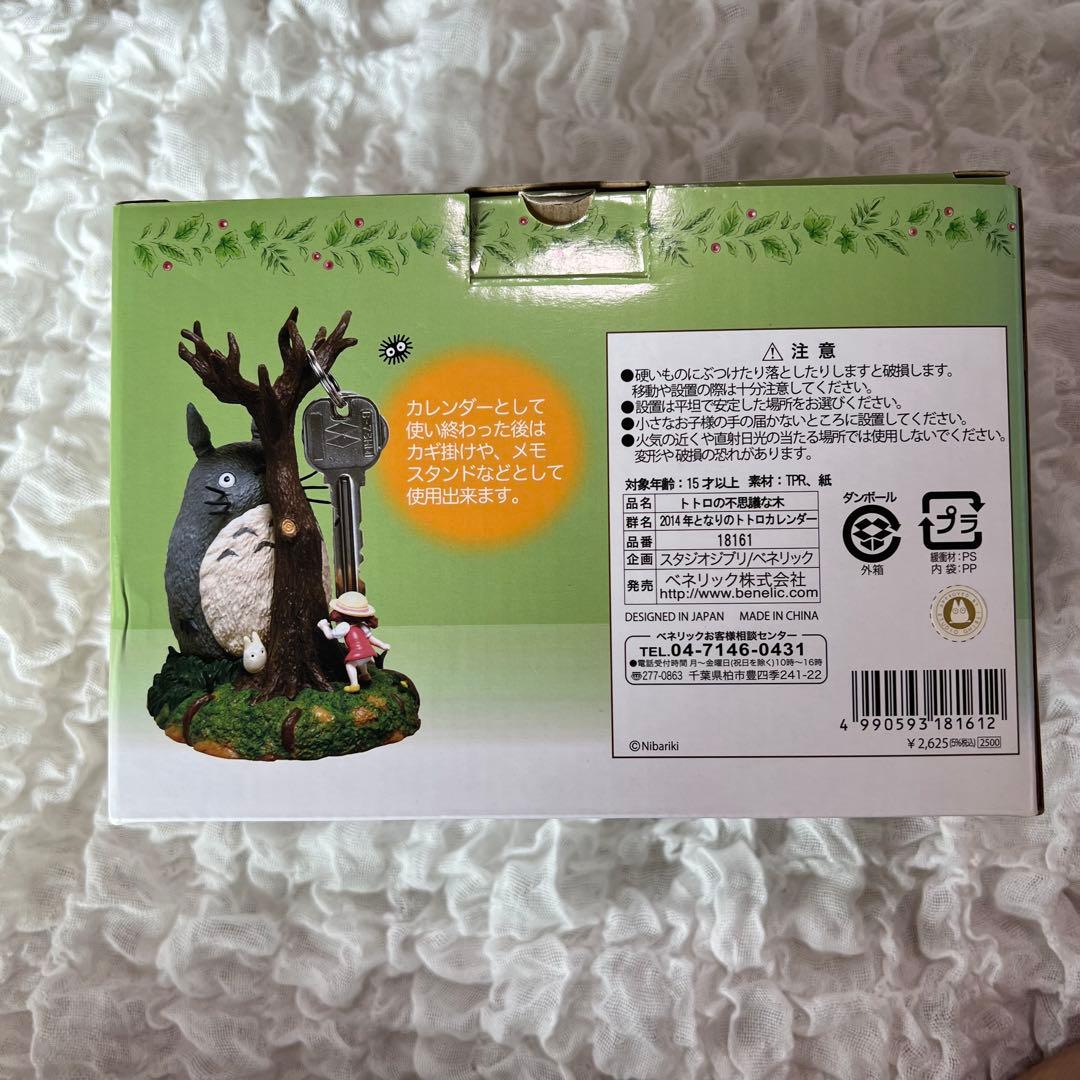 カレンダーとして
使い終わった後は
カギ掛けや、メモ
スタンドなどとして
使用出来ます。
⚠ 注意
●硬いものにぶつけたり落としたりしますと破損します。
移動や設置の際は十分注意してください。
●設置は平坦で安定した場所をお選びください。
●小さなお子様の手の届かないところに設置してください。
●火気の近くや直射日光の当たる場所では使用しないでください。
変形や破損の恐れがあります。
対象年齢:15才以上 素材:TPR、紙
品名 トトロの不思議な木
群名 2014年となりのトトロカレンダー
品番 18161
企画 スタジオジブリ/ベネリック
発売 ベネリック株式会社
http://www.benelic.com
DESIGNED IN JAPAN MADE IN CHINA
ベネリックお客様相談センター
TEL.04-7146-0431
●電話受付時間 月~金曜日(祝日を除く)10時~16時
〠277-0863 千葉県柏市豊四季241-22
ダンボール
外箱
プラ
緩衝材:PS
内袋:PP
4 990593 181612
¥2,625(5%税込) 2500
©Nibariki